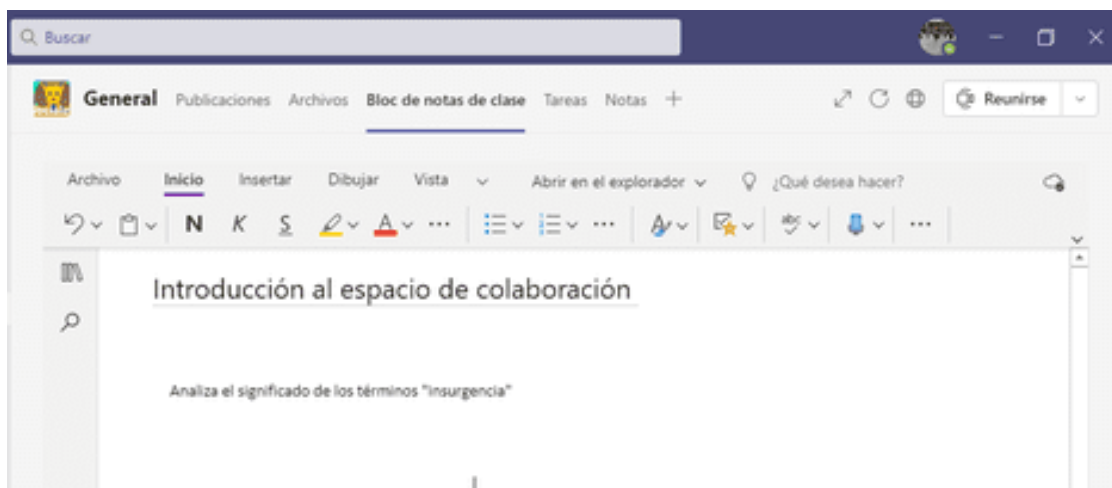 Buscar
General Publicaciones Archivos Bloc de notas de clase Tareas Notas Reunirse
Archivo Inicio Insertar Dibujar Vista Abrir en el explorador ¿Qué desea hacer?
N K S A abc
Introducción al espacio de colaboración
Analiza el significado de los términos "insurgencia"